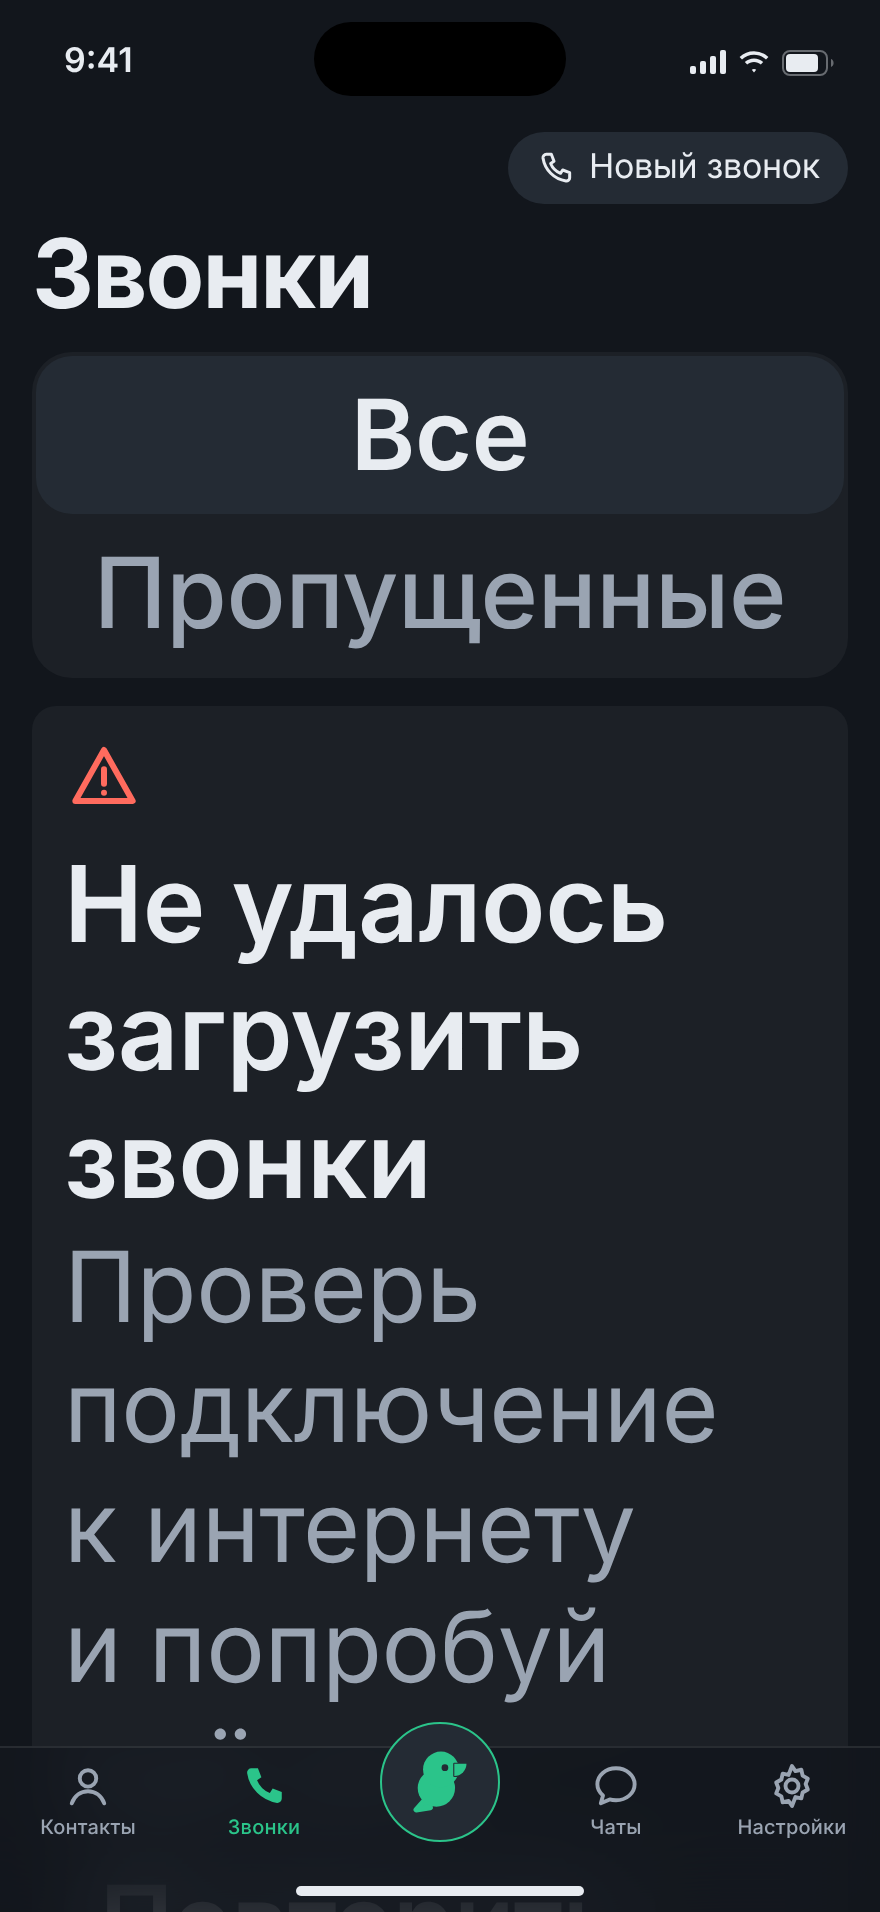 9:41
Новый звонок
Звонки
Все
Пропущенные
Не удалось
загрузить
звонки
Проверь
подключение
к интернету
и попробуй
Контакты
Звонки
Чаты
Настройки